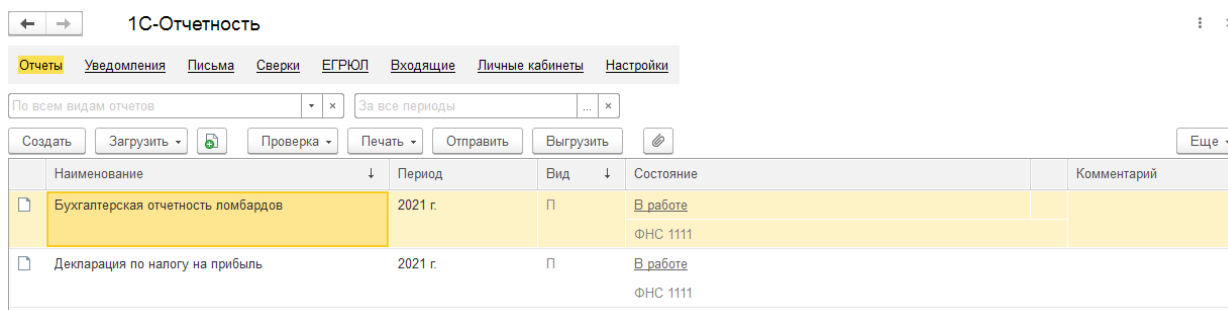 1С-Отчетность
Отчеты Уведомления Письма Сверки ЕГРЮЛ Входящие Личные кабинеты Настройки
По всем видам отчетов За все периоды
Создать Загрузить Проверка Печать Отправить Выгрузить Еще
Наименование ↓ Период Вид ↓ Состояние Комментарий
Бухгалтерская отчетность ломбардов 2021 г. П В работе
ФНС 1111
Декларация по налогу на прибыль 2021 г. П В работе
ФНС 1111